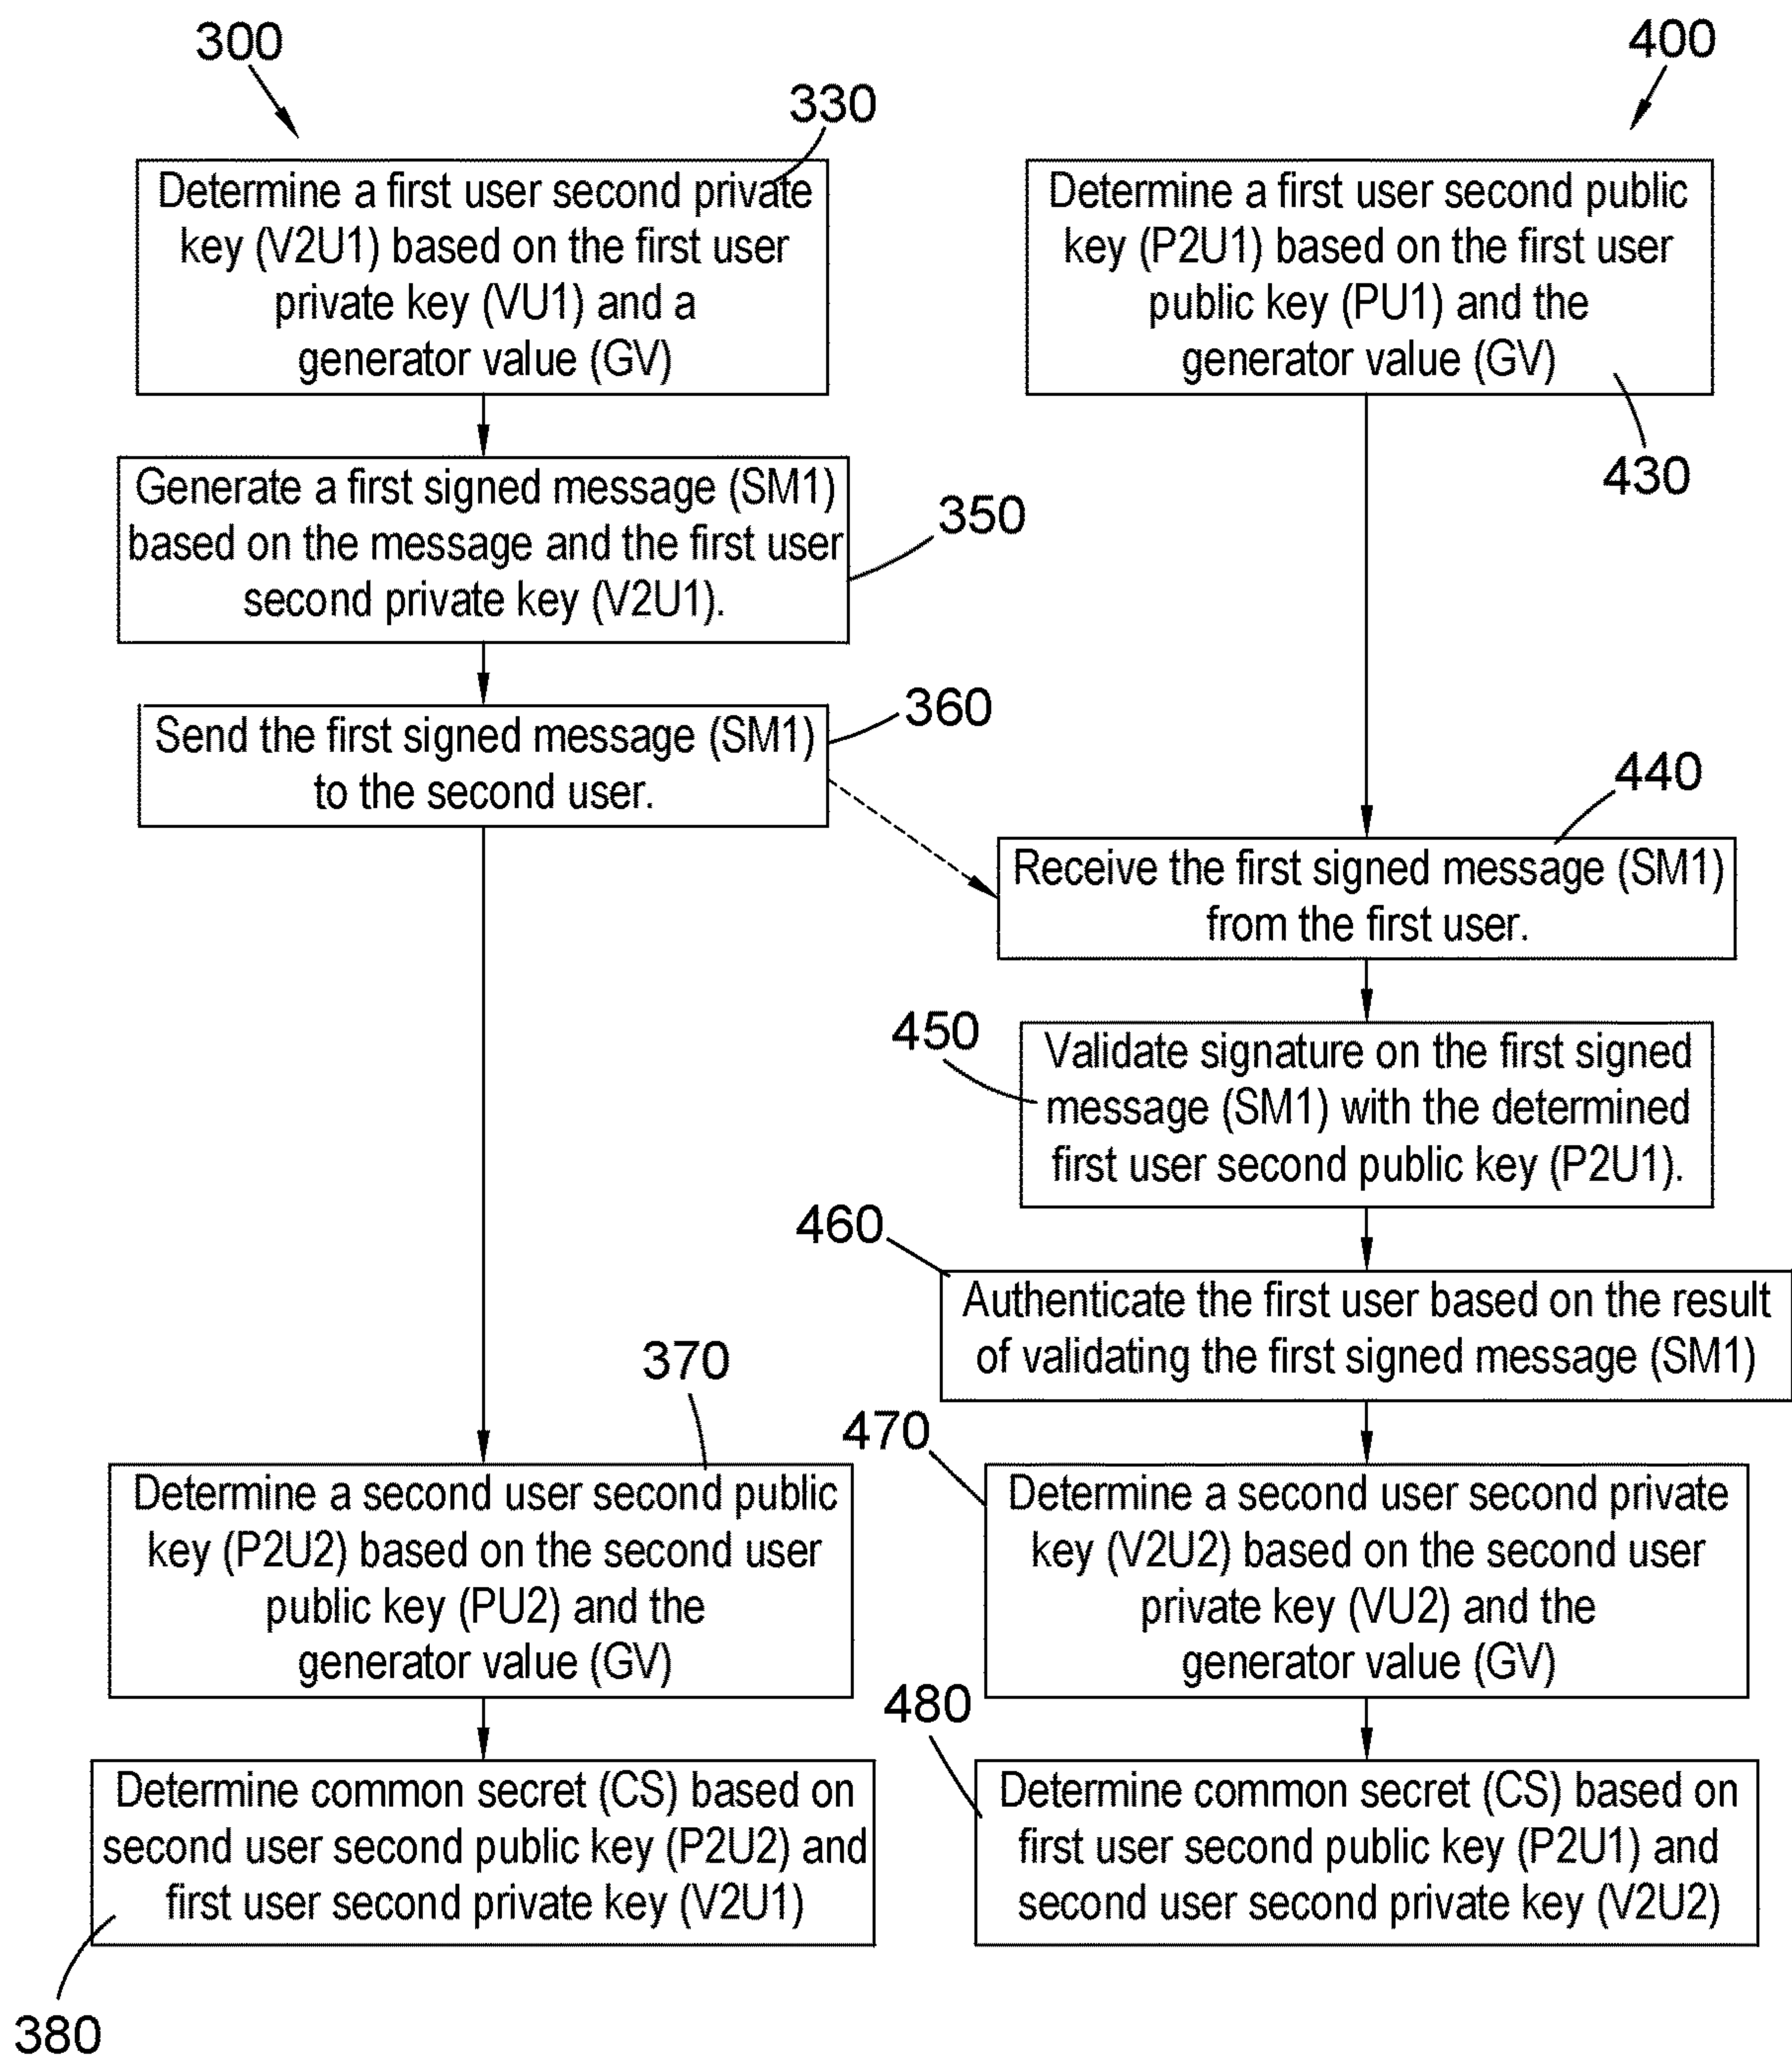 300
330
Determine a first user second private
key (V2U1) based on the first user
private key (VU1) and a
generator value (GV)
Generate a first signed message (SM1)
based on the message and the first user
second private key (V2U1).
350
Send the first signed message (SM1)
to the second user.
360
370
Determine a second user second public
key (P2U2) based on the second user
public key (PU2) and the
generator value (GV)
Determine common secret (CS) based on
second user second public key (P2U2) and
first user second private key (V2U1)
380
400
Determine a first user second public
key (P2U1) based on the first user
public key (PU1) and the
generator value (GV)
430
440
Receive the first signed message (SM1)
from the first user.
450
Validate signature on the first signed
message (SM1) with the determined
first user second public key (P2U1).
460
Authenticate the first user based on the result
of validating the first signed message (SM1)
470
Determine a second user second private
key (V2U2) based on the second user
private key (VU2) and the
generator value (GV)
480
Determine common secret (CS) based on
first user second public key (P2U1) and
second user second private key (V2U2)